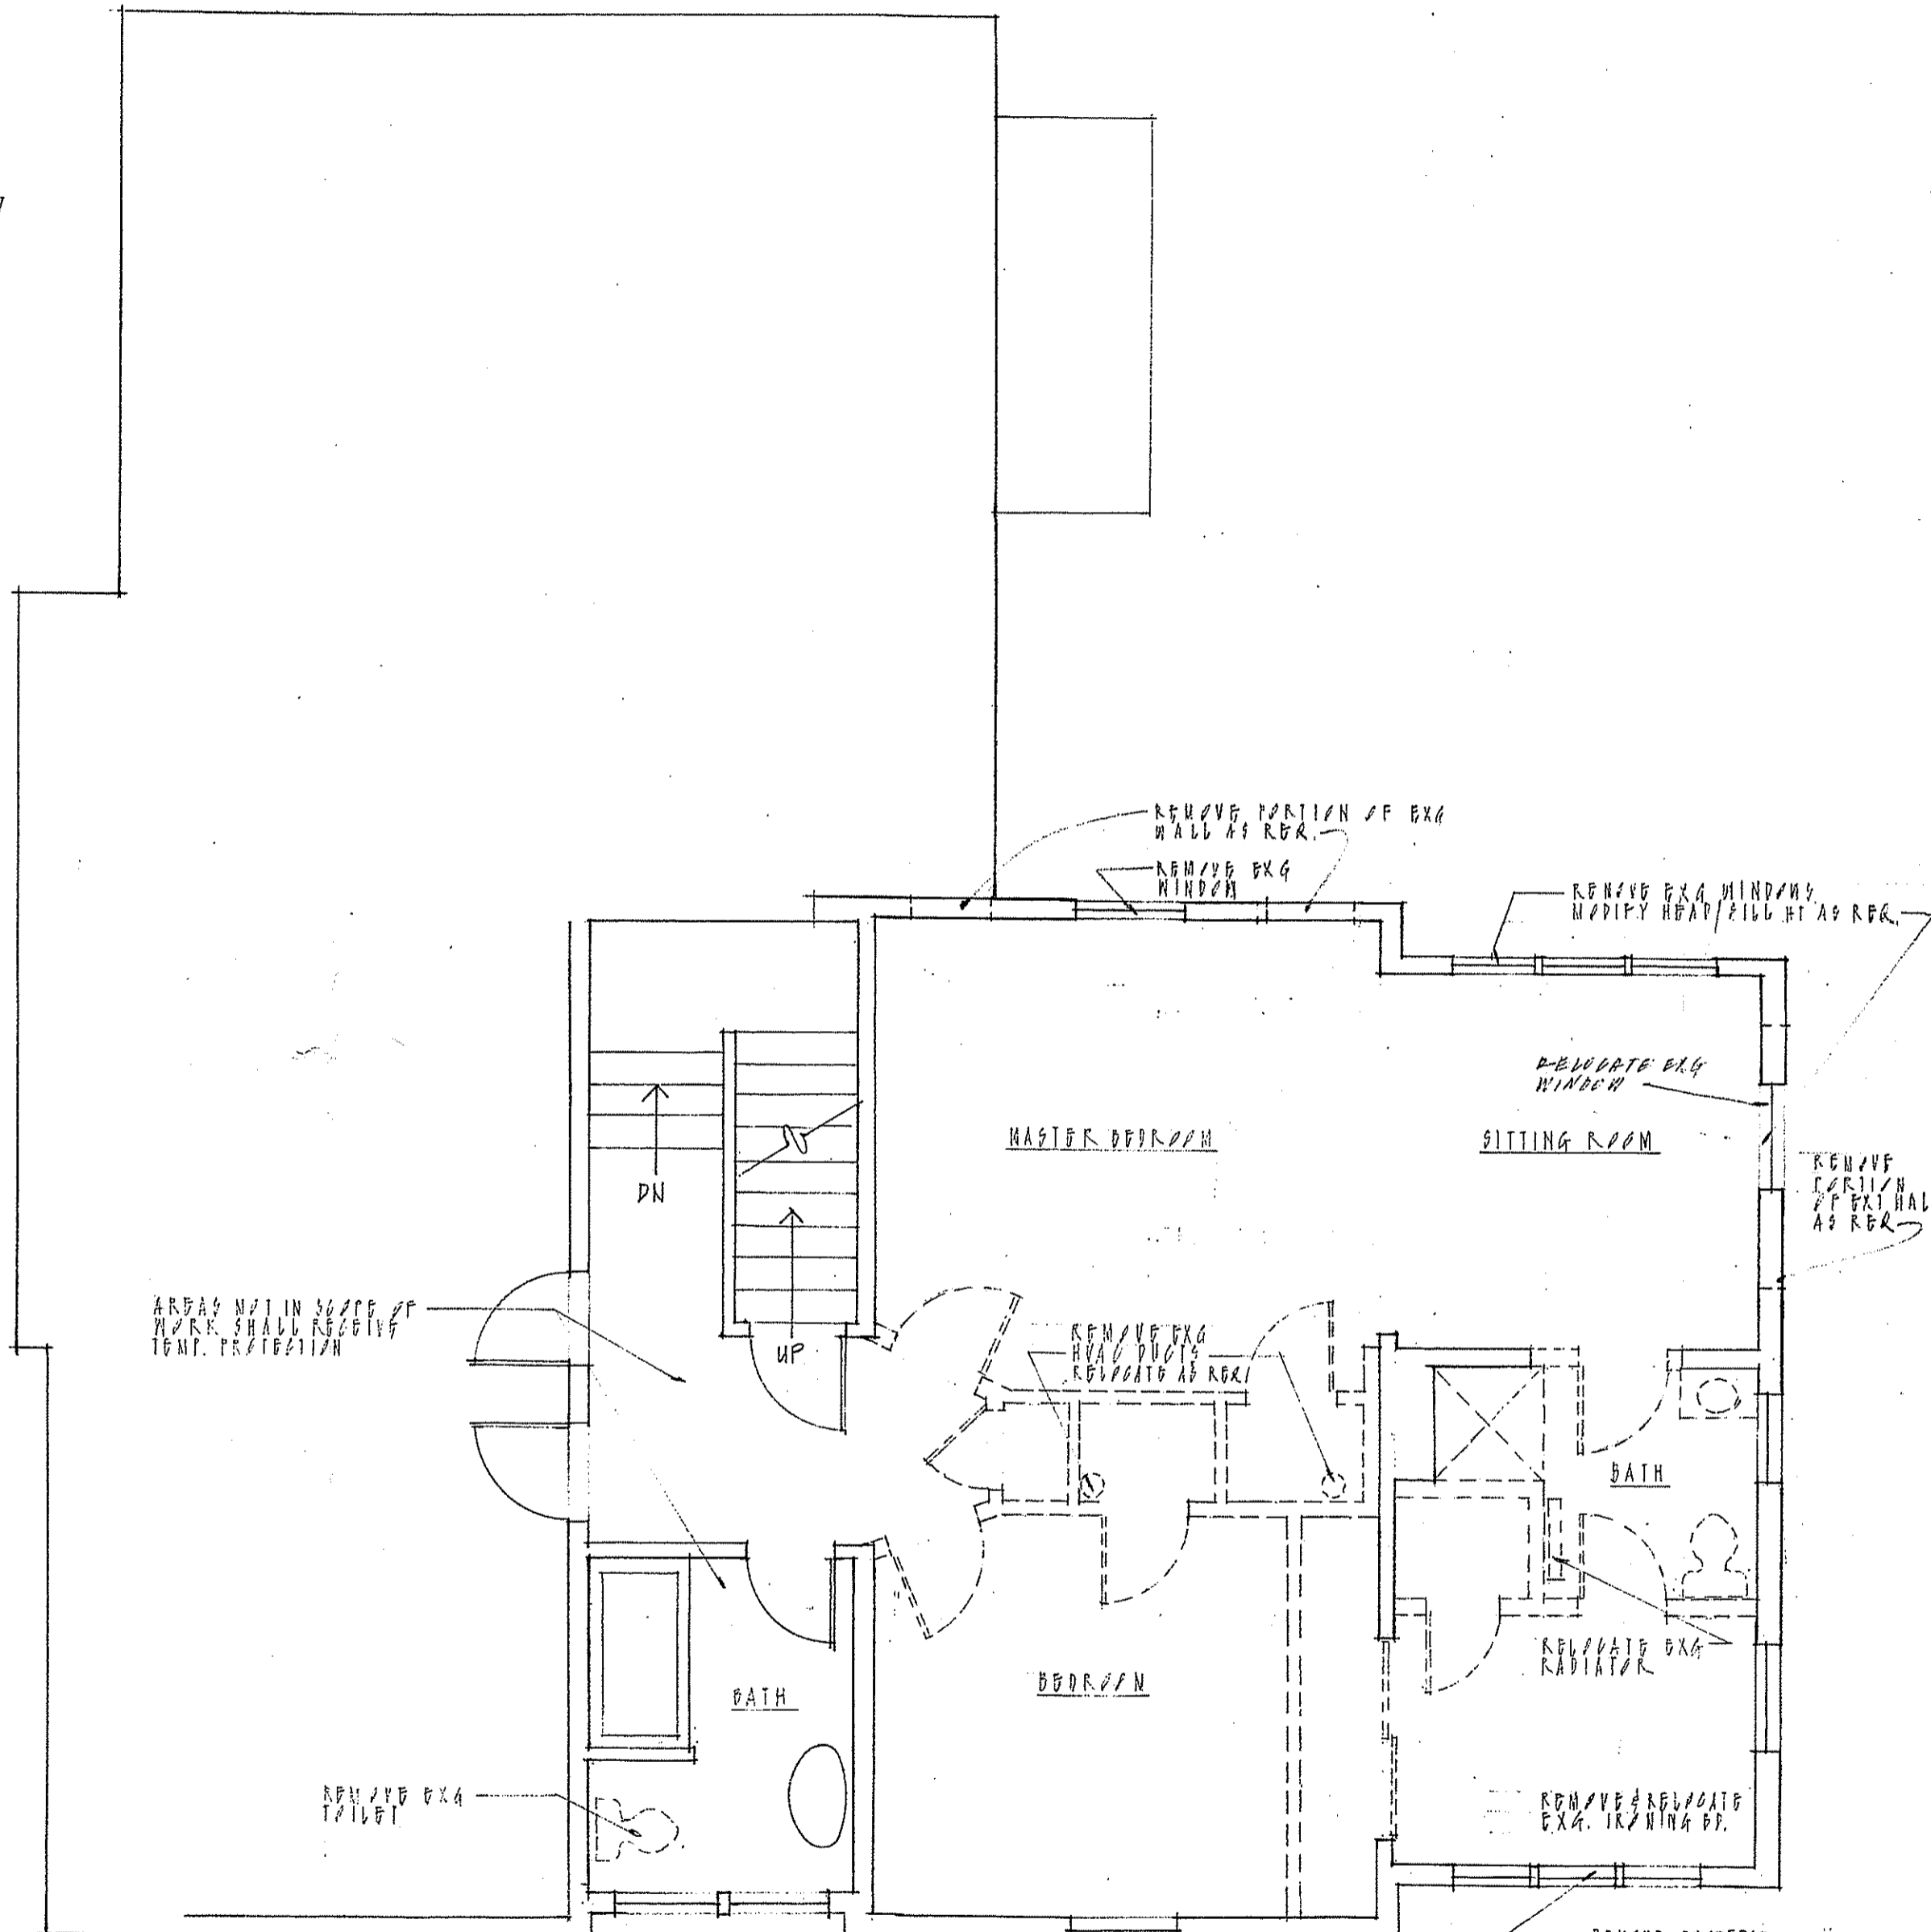 REMOVE PORTION OF EXG
WALL AS REQ.
REMOVE EXG
WINDOW
REMOVE EXG WINDOWS.
MODIFY HEAD/SILL HT AS REQ.
RELOCATE EXG
WINDOW
MASTER BEDROOM
SITTING ROOM
REMOVE
PORTION
OF EXT WAL
AS REQ
DN
UP
AREAS NOT IN SCOPE OF
WORK SHALL RECEIVE
TEMP. PROTECTION
REMOVE EXG
HVAC DUCTS
RELOCATE AS REQ
BATH
RELOCATE EXG
RADIATOR
BEDROOM
BATH
REMOVE EXG
TOILET
REMOVE & RELOCATE
EXG. IRONING BD.